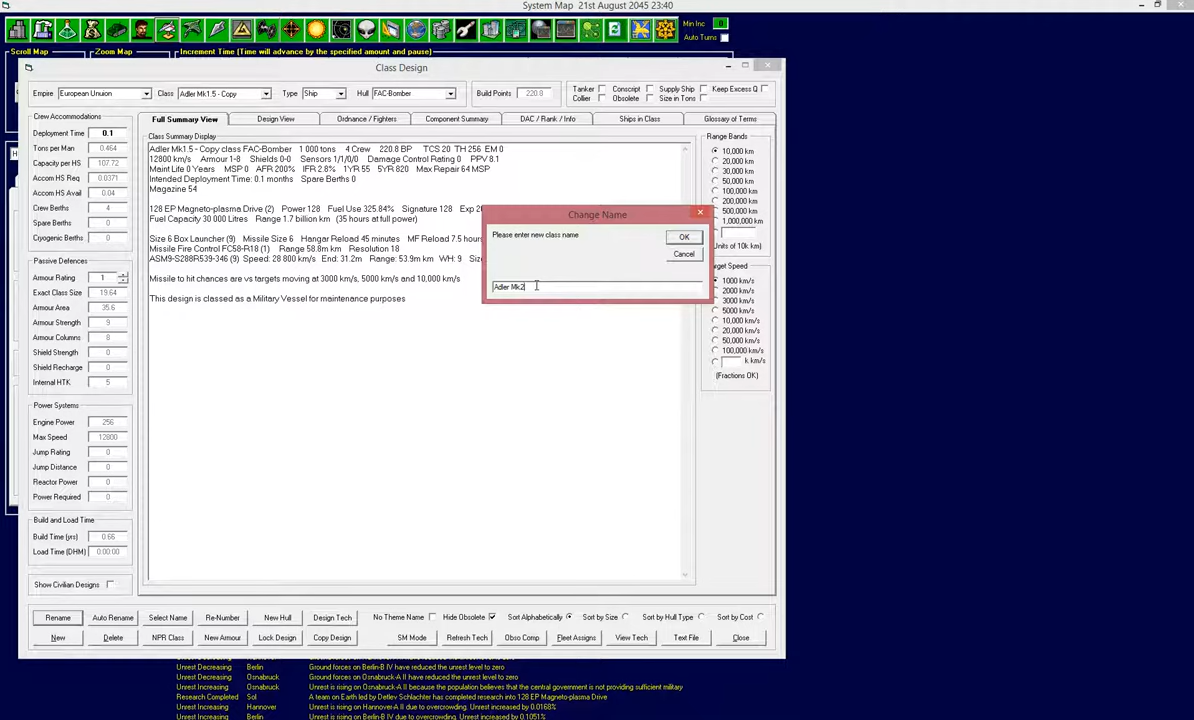 System Map 21st August 2045 23:40
Min Inc
Auto Turns
Scroll Map
Zoom Map
Increment Time (Time will advance by the specified amount and pause)
Class Design
Empire
European Unuion
Class
Adler Mk1.5 - Copy
Type
Ship
Hull
FAC-Bomber
Build Points
220.8
Tanker
Conscript
Supply Ship
Keep Excess Q
Collier
Obsolete
Size in Tons
Crew Accommodations
Full Summary View
Design View
Ordnance / Fighters
Component Summary
DAC / Rank / Info
Ships in Class
Glossary of Terms
Deployment Time
0.1
Tons per Man
0.464
Capacity per HS
107.72
Accom HS Req
0.0371
Accom HS Avail
0.04
Crew Berths
4
Spare Berths
0
Cryogenic Berths
0
Passive Defences
Armour Rating
1
Exact Class Size
19.64
Armour Area
35.6
Armour Strength
9
Armour Columns
8
Shield Strength
0
Shield Recharge
0
Internal HTK
5
Power Systems
Engine Power
256
Max Speed
12800
Jump Rating
0
Jump Distance
0
Reactor Power
0
Power Required
0
Build and Load Time
Build Time (yrs)
0.66
Load Time (DHM)
0:00:00
Show Civilian Designs
Class Summary Display
Adler Mk1.5 - Copy class FAC-Bomber 1 000 tons 4 Crew 220.8 BP TCS 20 TH 256 EM 0
12800 km/s Armour 1-8 Shields 0-0 Sensors 1/1/0/0 Damage Control Rating 0 PPV 8.1
Maint Life 0 Years MSP 0 AFR 200% IFR 2.8% 1YR 55 5YR 820 Max Repair 64 MSP
Intended Deployment Time: 0.1 months Spare Berths 0
Magazine 54
128 EP Magneto-plasma Drive (2) Power 128 Fuel Use 325.84% Signature 128 Exp 20
Fuel Capacity 30 000 Litres Range 1.7 billion km (35 hours at full power)
Size 6 Box Launcher (9) Missile Size 6 Hangar Reload 45 minutes MF Reload 7.5 hours
Missile Fire Control FC58-R18 (1) Range 58.8m km Resolution 18
ASM9-S288R539-346 (9) Speed: 28 800 km/s End: 31.2m Range: 53.9m km WH: 9 Size
Missile to hit chances are vs targets moving at 3000 km/s, 5000 km/s and 10,000 km/s
This design is classed as a Military Vessel for maintenance purposes
Change Name
Please enter new class name
OK
Cancel
Adler Mk2
Range Bands
10,000 km
20,000 km
30,000 km
50,000 km
100,000 km
200,000 km
500,000 km
1,000,000 km
(Units of 10k km)
Target Speed
1000 km/s
2000 km/s
3000 km/s
5000 km/s
10,000 km/s
20,000 km/s
50,000 km/s
100,000 km/s
k km/s
(Fractions OK)
Rename
Auto Rename
Select Name
Re-Number
New Hull
Design Tech
No Theme Name
Hide Obsolete
Sort Alphabetically
Sort by Size
Sort by Hull Type
Sort by Cost
New
Delete
NPR Class
New Armour
Lock Design
Copy Design
SM Mode
Refresh Tech
Obso Comp
Fleet Assigns
View Tech
Text File
Close
Unrest Decreasing Berlin Ground forces on Berlin-B IV have reduced the unrest level to zero
Unrest Decreasing Osnabruck Ground forces on Osnabruck-A II have reduced the unrest level to zero
Unrest Increasing Osnabruck Unrest is rising on Osnabruck-A II because the population believes that the central government is not providing sufficient military
Research Completed Sol A team on Earth led by Detlev Schlachter has completed research into 128 EP Magneto-plasma Drive
Unrest Increasing Hannover Unrest is rising on Hannover-A II due to overcrowding. Unrest increased by 0.0168%
Unrest Increasing Berlin Unrest is rising on Berlin-B IV due to overcrowding. Unrest increased by 0.1051%